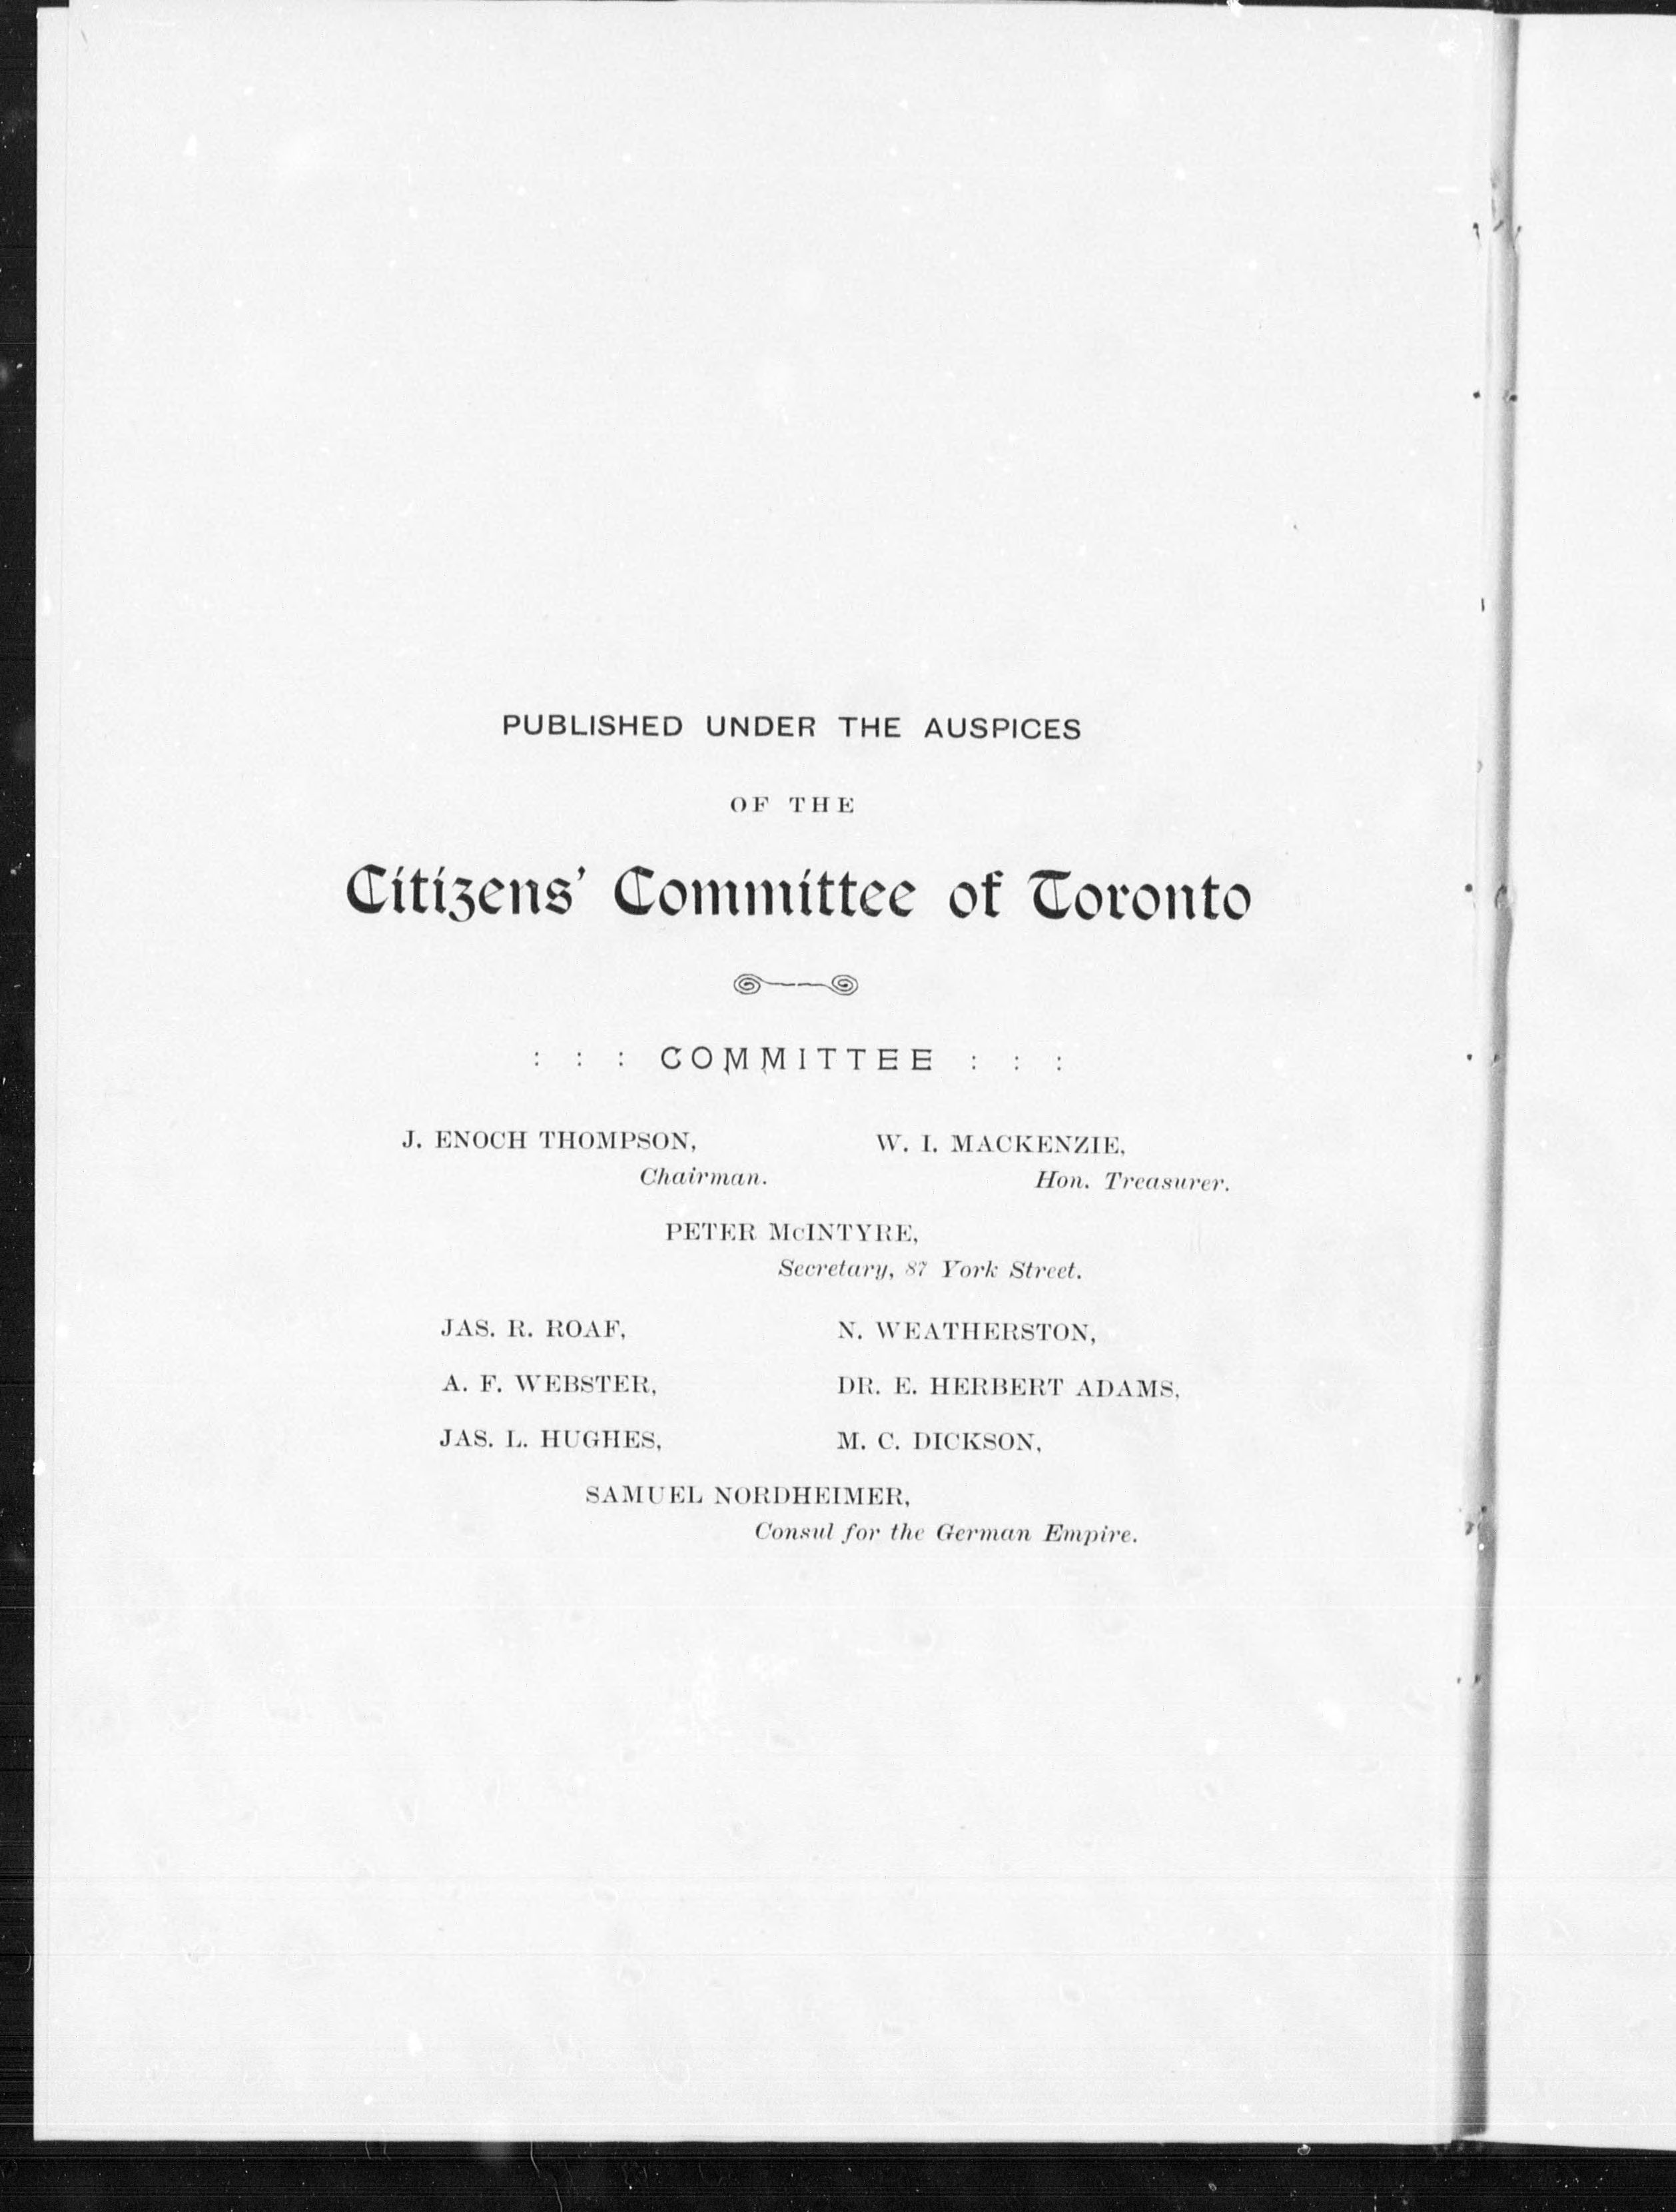 PUBLISHED UNDER THE AUSPICES
OF THE
Citizens' Committee of Toronto
: : : COMMITTEE : : :
J. ENOCH THOMPSON,
Chairman.
W. I. MACKENZIE,
Hon. Treasurer.
PETER McINTYRE,
Secretary, 87 York Street.
JAS. R. ROAF,
N. WEATHERSTON,
A. F. WEBSTER,
DR. E. HERBERT ADAMS,
JAS. L. HUGHES,
M. C. DICKSON,
SAMUEL NORDHEIMER,
Consul for the German Empire.